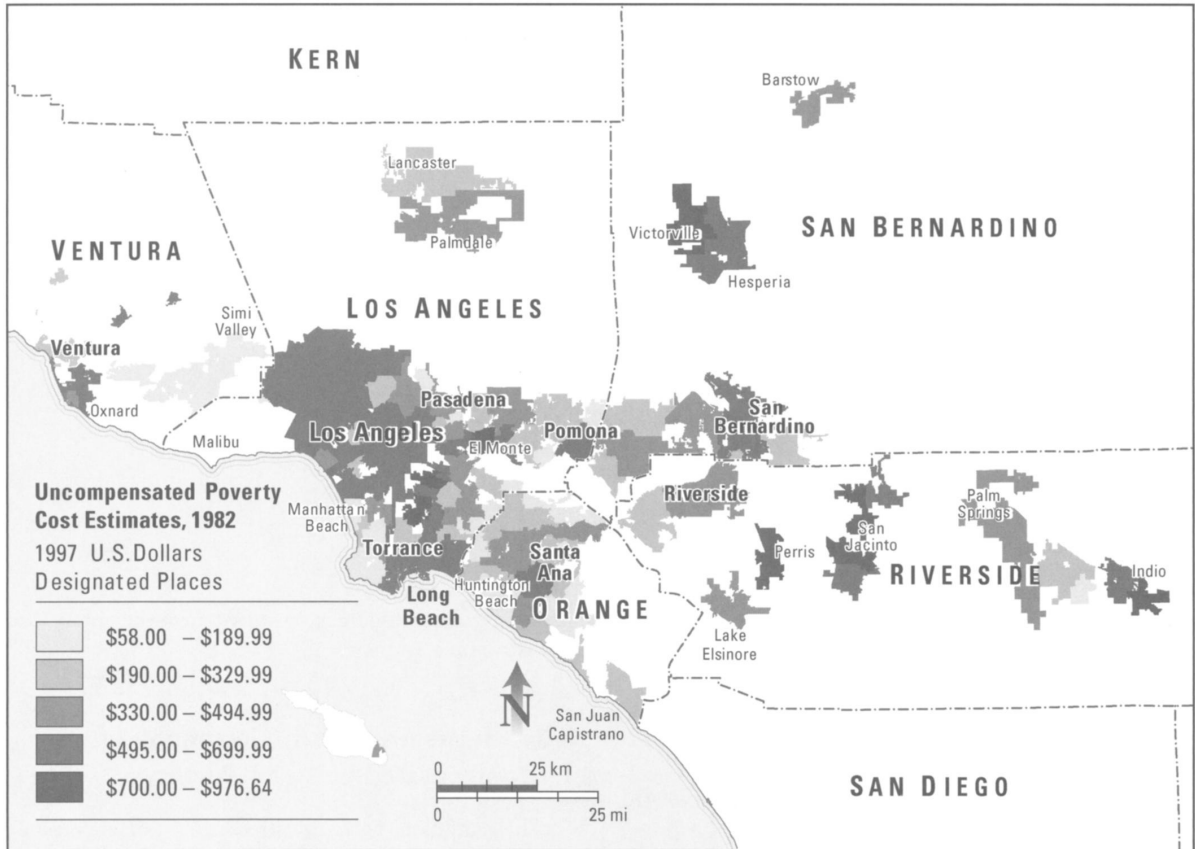 KERN
Barstow
Lancaster
SAN BERNARDINO
Victorville
VENTURA
Palmdale
Hesperia
LOS ANGELES
Simi
Valley
Ventura
Pasadena
Oxnard
San
Bernardino
Los Angeles
Pomona
El Monte
Malibu
Uncompensated Poverty
Cost Estimates, 1982
1997 U.S. Dollars
Designated Places
Manhattan
Beach
Riverside
Palm
Springs
San
Jacinto
Torrance
Santa
Ana
Perris
RIVERSIDE
Indio
Huntington
Beach
Long
Beach
ORANGE
Lake
Elsinore
$58.00 – $189.99
$190.00 – $329.99
$330.00 – $494.99
$495.00 – $699.99
$700.00 – $976.64
N
San Juan
Capistrano
0 25 km
0 25 mi
SAN DIEGO